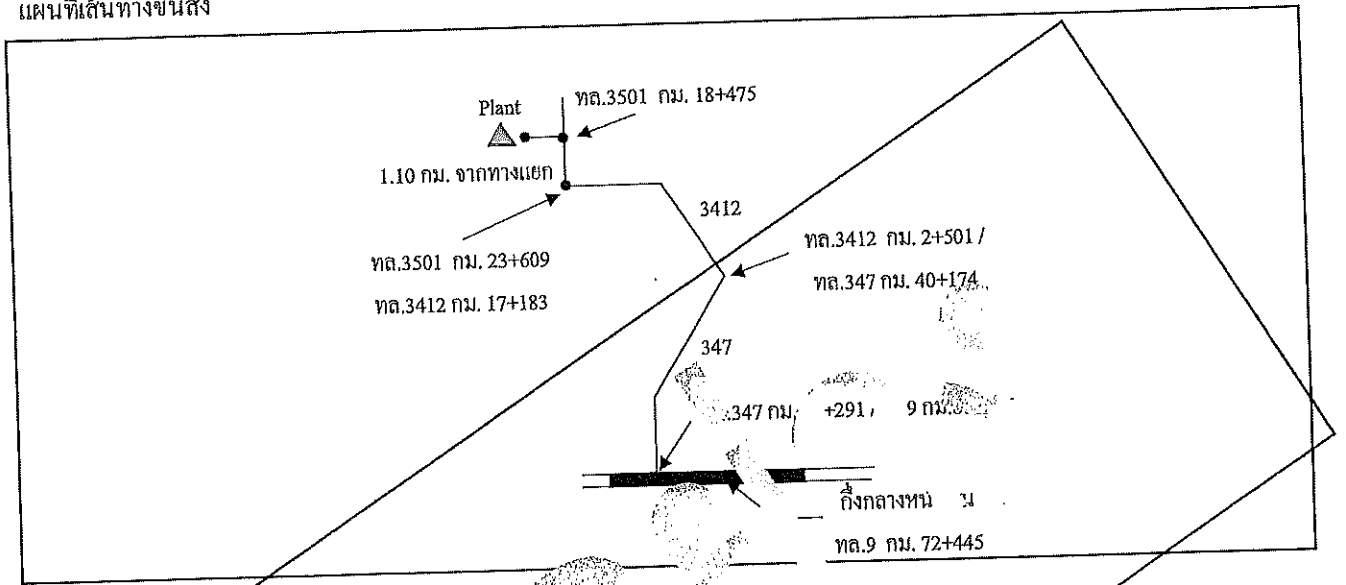 แผนที่เส้นทางขนส่ง
Plant
ทล.3501 กม. 18+475
1.10 กม. จากทางแยก
3412
ทล.3501 กม. 23+609
ทล.3412 กม. 17+183
ทล.3412 กม. 2+501 /
ทล.347 กม. 40+174
347
.347 กม. +291 / 9 กม.
กึ่งกลางหน่ น
ทล.9 กม. 72+445